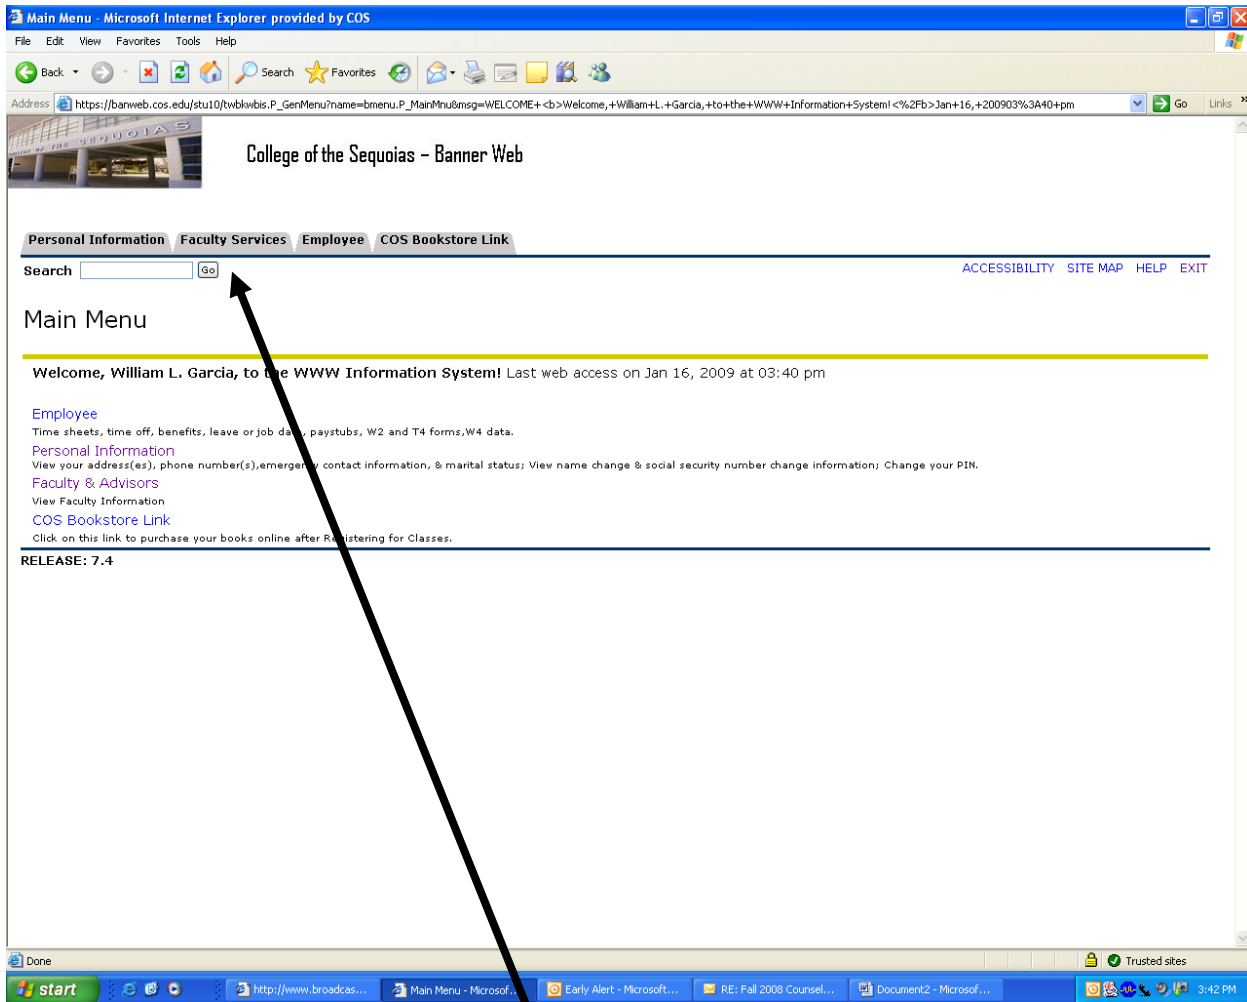 Main Menu - Microsoft Internet Explorer provided by COS
File Edit View Favorites Tools Help
Back Search Favorites
Address https://banweb.cos.edu/stu10/twbkwbis.P_GenMenu?name=bmenu.P_MainMnu&msg=WELCOME+<b>Welcome,+William+L.+Garcia,+to+the+WWW+Information+System!<%2Fb>Jan+16,+200903%3A40+pm Go Links »
College of the Sequoias – Banner Web
Personal Information Faculty Services Employee COS Bookstore Link
Search Go ACCESSIBILITY SITE MAP HELP EXIT
Main Menu
Welcome, William L. Garcia, to the WWW Information System! Last web access on Jan 16, 2009 at 03:40 pm
Employee
Time sheets, time off, benefits, leave or job data, paystubs, W2 and T4 forms,W4 data.
Personal Information
View your address(es), phone number(s),emergency contact information, & marital status; View name change & social security number change information; Change your PIN.
Faculty & Advisors
View Faculty Information
COS Bookstore Link
Click on this link to purchase your books online after Registering for Classes.
RELEASE: 7.4
Done Trusted sites
start http://www.broadcas... Main Menu - Microsof... Early Alert - Microsoft... RE: Fall 2008 Counsel... Document2 - Microsof... 3:42 PM